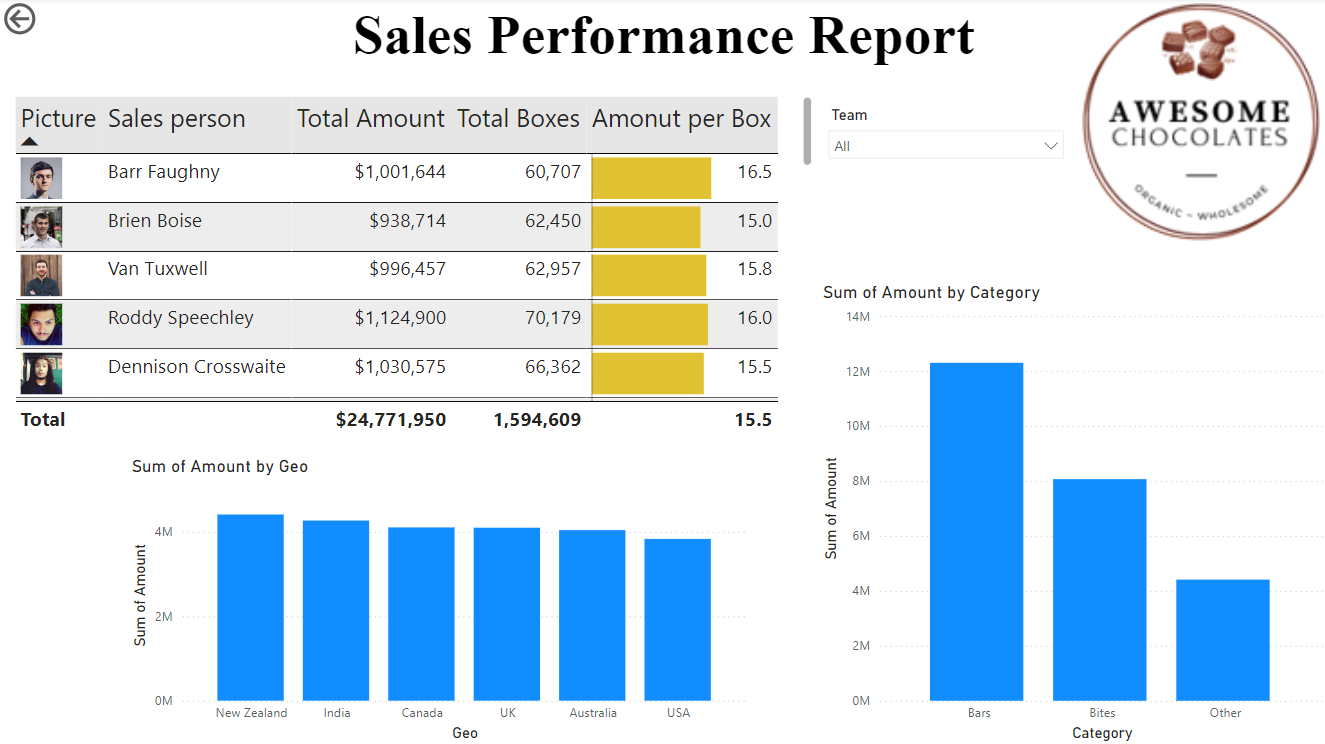 Sales Performance Report
AWESOME
CHOCOLATES
ORGANIC ~ WHOLESOME
Picture Sales person Total Amount Total Boxes Amonut per Box
Barr Faughny $1,001,644 60,707 16.5
Brien Boise $938,714 62,450 15.0
Van Tuxwell $996,457 62,957 15.8
Roddy Speechley $1,124,900 70,179 16.0
Dennison Crosswaite $1,030,575 66,362 15.5
Total $24,771,950 1,594,609 15.5
Team
All
Sum of Amount by Geo
Sum of Amount
4M
2M
0M
New Zealand India Canada UK Australia USA
Geo
Sum of Amount by Category
Sum of Amount
14M
12M
10M
8M
6M
4M
2M
0M
Bars Bites Other
Category